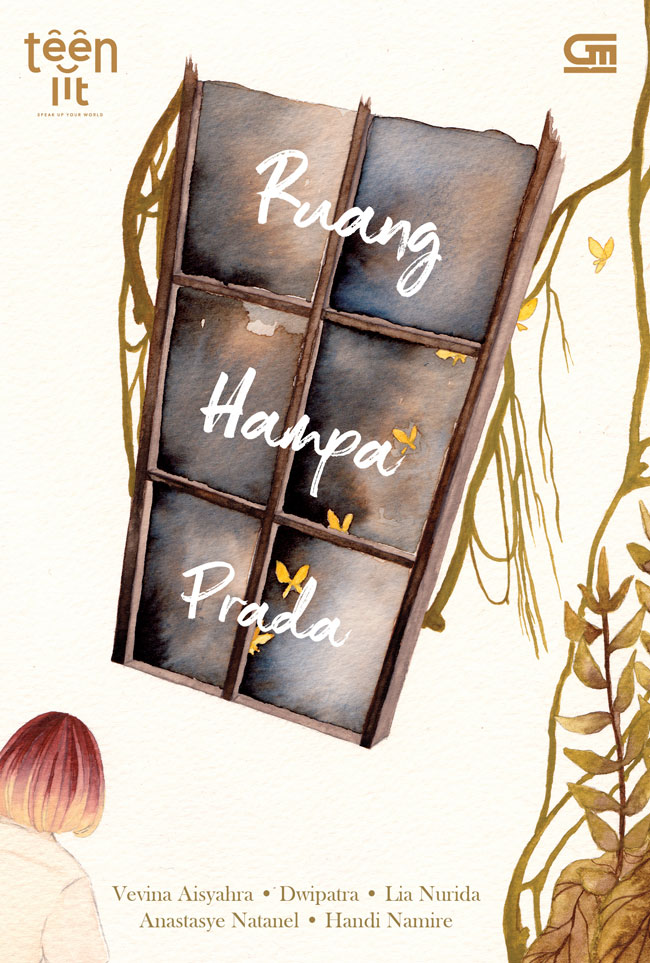 têên
lit
SPEAK UP YOUR WORLD
GM
Ruang
Hampa
Prada
Vevina Aisyahra • Dwipatra • Lia Nurida
Anastasye Natanel • Handi Namire